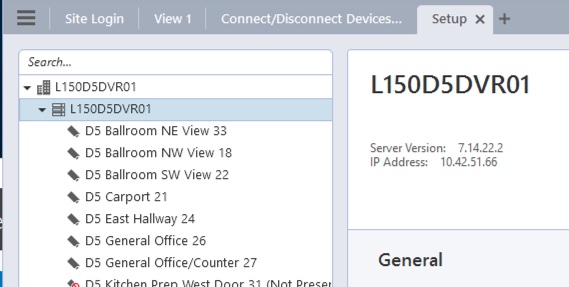 Site Login View 1 Connect/Disconnect Devices... Setup
Search...
L150D5DVR01
L150D5DVR01
D5 Ballroom NE View 33
D5 Ballroom NW View 18
D5 Ballroom SW View 22
D5 Carport 21
D5 East Hallway 24
D5 General Office 26
D5 General Office/Counter 27
D5 Kitchen Prep West Door 31 (Not Presen
L150D5DVR01
Server Version: 7.14.22.2
IP Address: 10.42.51.66
General